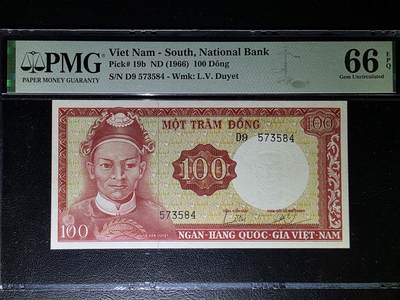 PMG
PAPER MONEY GUARANTY
Viet Nam - South, National Bank
Pick# 19b ND (1966) 100 Dông
S/N D9 573584 - Wmk: L.V. Duyet
66 EPQ
Gem Uncirculated
MỘT TRĂM ĐỒNG
100
D9 573584
100
573584
100
NGÂN-HÀNG QUỐC-GIA VIỆT-NAM